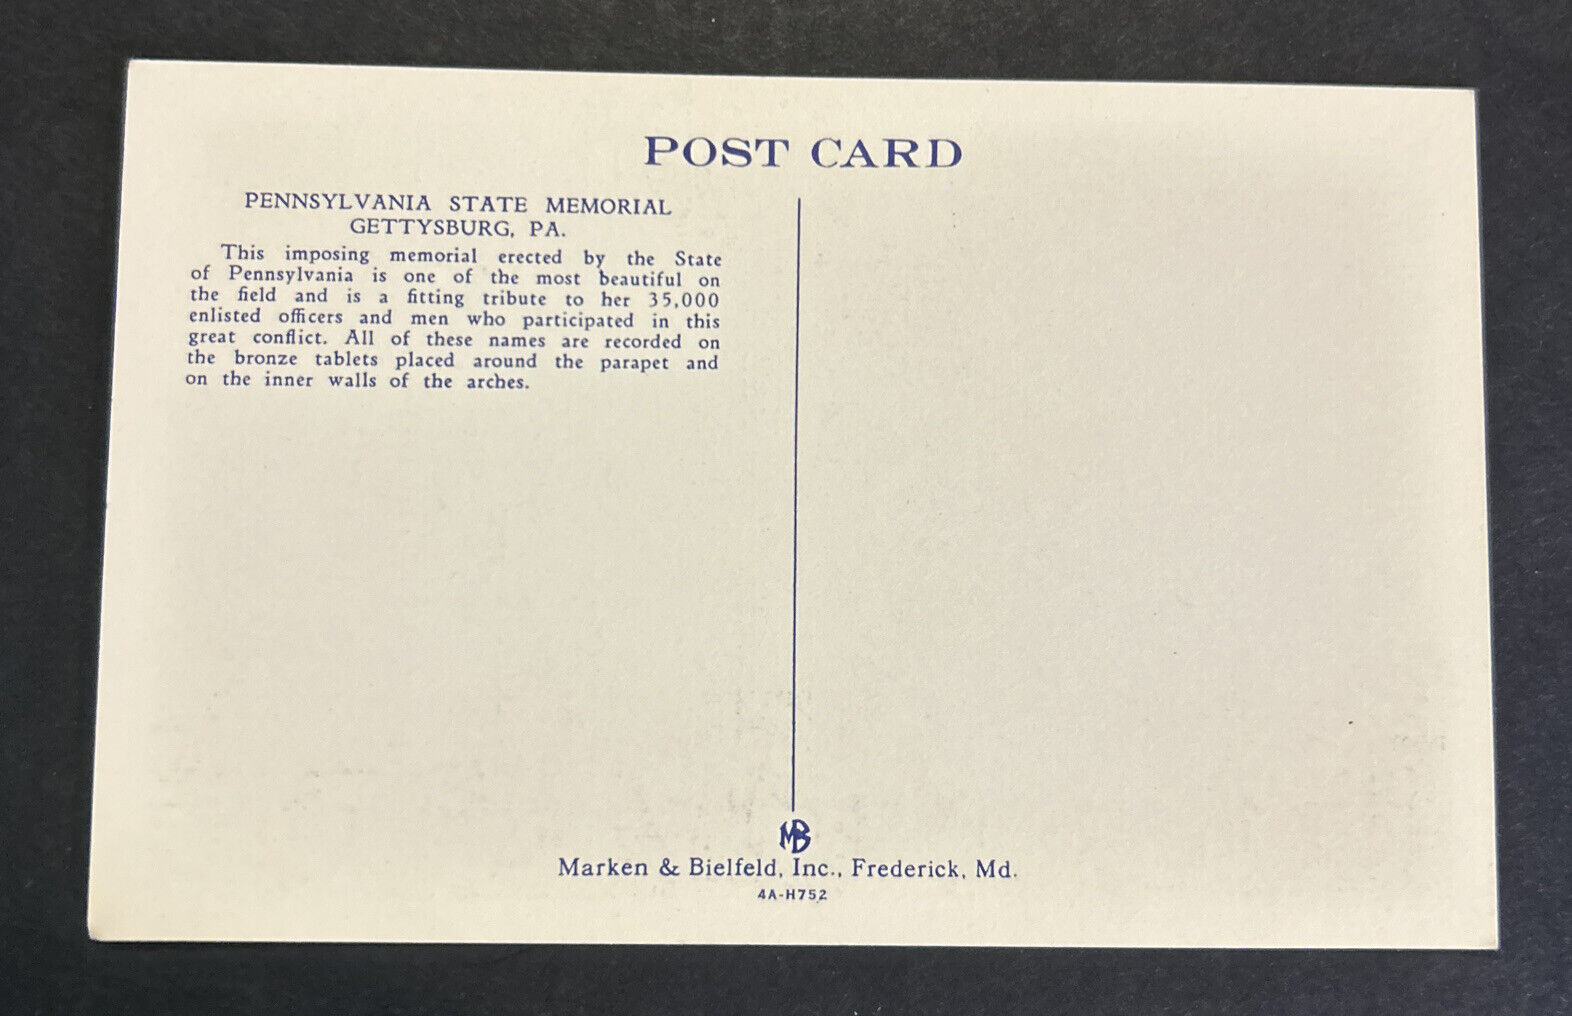 POST CARD
PENNSYLVANIA STATE MEMORIAL
GETTYSBURG, PA.
This imposing memorial erected by the State
of Pennsylvania is one of the most beautiful on
the field and is a fitting tribute to her 35,000
enlisted officers and men who participated in this
great conflict. All of these names are recorded on
the bronze tablets placed around the parapet and
on the inner walls of the arches.
MB
Marken & Bielfeld, Inc., Frederick, Md.
4A-H752